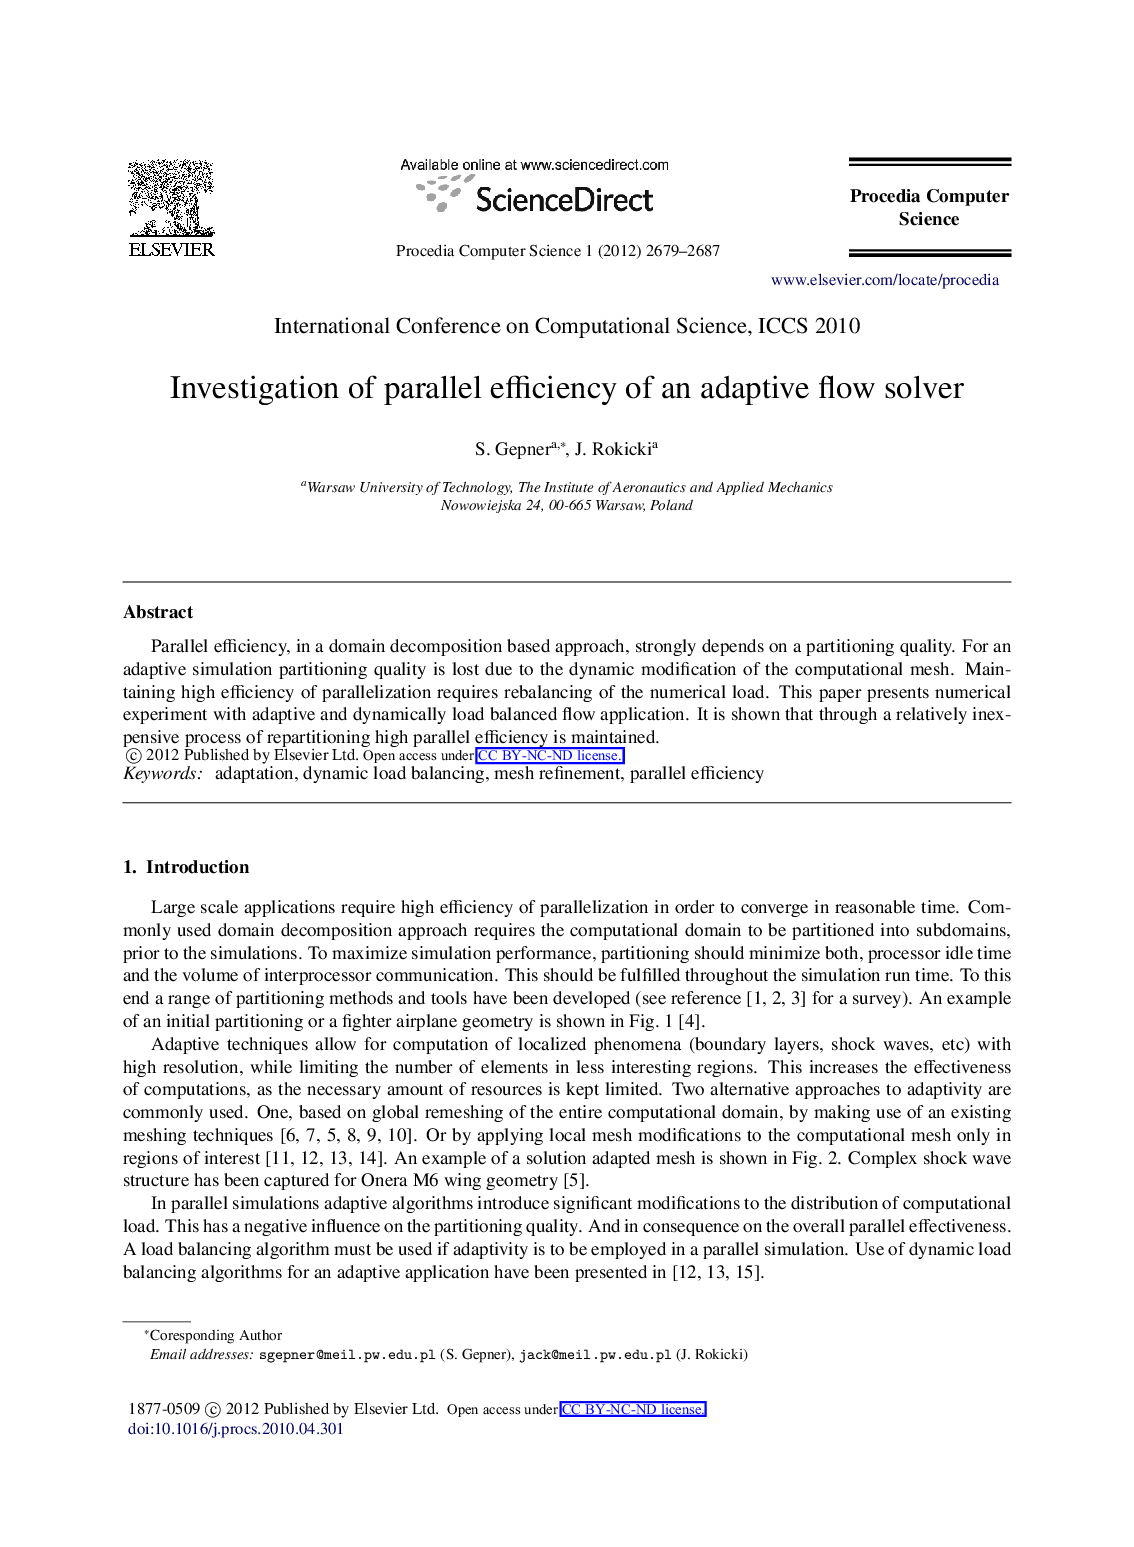 ELSEVIER
Available online at www.sciencedirect.com
ScienceDirect
Procedia Computer Science 1 (2012) 2679–2687
Procedia Computer
Science
www.elsevier.com/locate/procedia
International Conference on Computational Science, ICCS 2010
Investigation of parallel efficiency of an adaptive flow solver
S. Gepnera,∗, J. Rokickia
aWarsaw University of Technology, The Institute of Aeronautics and Applied Mechanics
Nowowiejska 24, 00-665 Warsaw, Poland
Abstract
Parallel efficiency, in a domain decomposition based approach, strongly depends on a partitioning quality. For an
adaptive simulation partitioning quality is lost due to the dynamic modification of the computational mesh. Main-
taining high efficiency of parallelization requires rebalancing of the numerical load. This paper presents numerical
experiment with adaptive and dynamically load balanced flow application. It is shown that through a relatively inex-
pensive process of repartitioning high parallel efficiency is maintained.
© 2012 Published by Elsevier Ltd. Open access under CC BY-NC-ND license.
Keywords: adaptation, dynamic load balancing, mesh refinement, parallel efficiency
1. Introduction
Large scale applications require high efficiency of parallelization in order to converge in reasonable time. Com-
monly used domain decomposition approach requires the computational domain to be partitioned into subdomains,
prior to the simulations. To maximize simulation performance, partitioning should minimize both, processor idle time
and the volume of interprocessor communication. This should be fulfilled throughout the simulation run time. To this
end a range of partitioning methods and tools have been developed (see reference [1, 2, 3] for a survey). An example
of an initial partitioning or a fighter airplane geometry is shown in Fig. 1 [4].
Adaptive techniques allow for computation of localized phenomena (boundary layers, shock waves, etc) with
high resolution, while limiting the number of elements in less interesting regions. This increases the effectiveness
of computations, as the necessary amount of resources is kept limited. Two alternative approaches to adaptivity are
commonly used. One, based on global remeshing of the entire computational domain, by making use of an existing
meshing techniques [6, 7, 5, 8, 9, 10]. Or by applying local mesh modifications to the computational mesh only in
regions of interest [11, 12, 13, 14]. An example of a solution adapted mesh is shown in Fig. 2. Complex shock wave
structure has been captured for Onera M6 wing geometry [5].
In parallel simulations adaptive algorithms introduce significant modifications to the distribution of computational
load. This has a negative influence on the partitioning quality. And in consequence on the overall parallel effectiveness.
A load balancing algorithm must be used if adaptivity is to be employed in a parallel simulation. Use of dynamic load
balancing algorithms for an adaptive application have been presented in [12, 13, 15].
∗Coresponding Author
Email addresses: sgepner@meil.pw.edu.pl (S. Gepner), jack@meil.pw.edu.pl (J. Rokicki)
1877-0509 © 2012 Published by Elsevier Ltd. Open access under CC BY-NC-ND license.
doi:10.1016/j.procs.2010.04.301